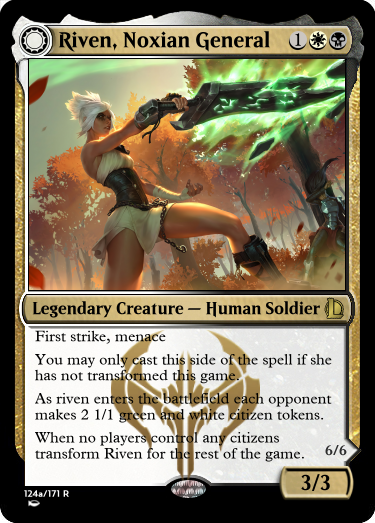 Riven, Noxian General 1
Legendary Creature — Human Soldier
First strike, menace
You may only cast this side of the spell if she
has not transformed this game.
As riven enters the battlefield each opponent
makes 2 1/1 green and white citizen tokens.
When no players control any citizens
transform Riven for the rest of the game.
6/6
3/3
124a/171 R